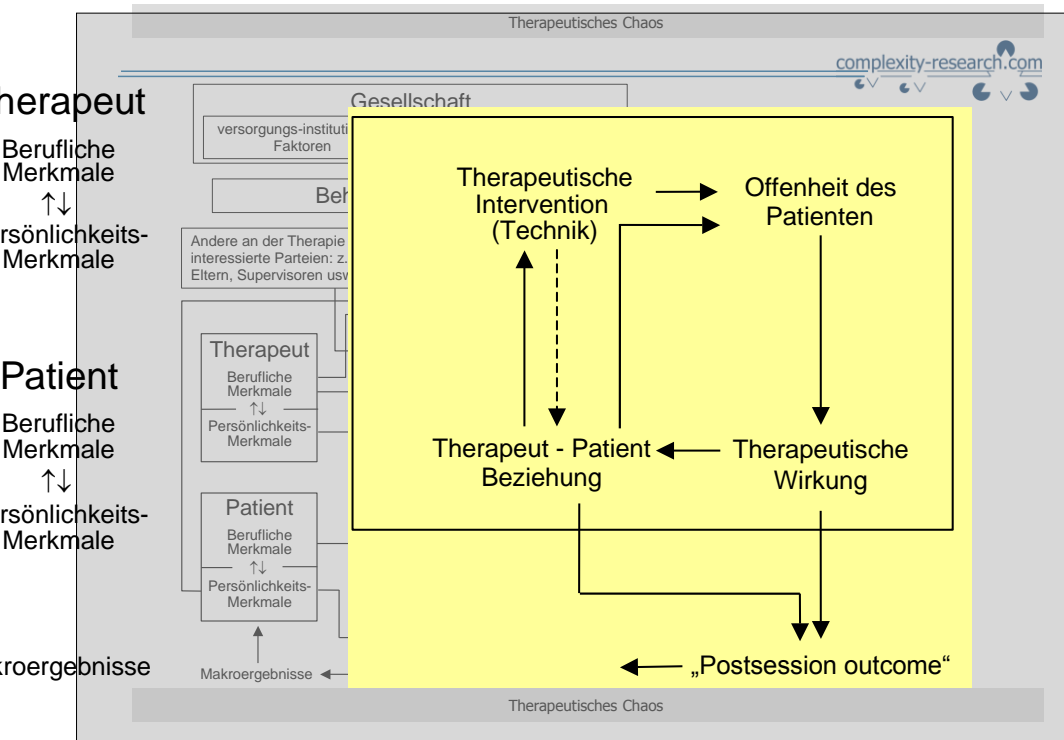 Therapeutisches Chaos
complexity-research.com
herapeut
Berufliche
Merkmale
↑↓
rsönlichkeits-
Merkmale
Patient
Berufliche
Merkmale
↑↓
rsönlichkeits-
Merkmale
kroergebnisse
Gesellschaft
versorgungs-instituti
Faktoren
Beh
Andere an der Therapie
interessierte Parteien: z.
Eltern, Supervisoren usw
Therapeut
Berufliche
Merkmale
↑↓
Persönlichkeits-
Merkmale
Patient
Berufliche
Merkmale
↑↓
Persönlichkeits-
Merkmale
Makroergebnisse
Therapeutische
Intervention
(Technik)
Offenheit des
Patienten
Therapeut - Patient
Beziehung
Therapeutische
Wirkung
„Postsession outcome“
Therapeutisches Chaos